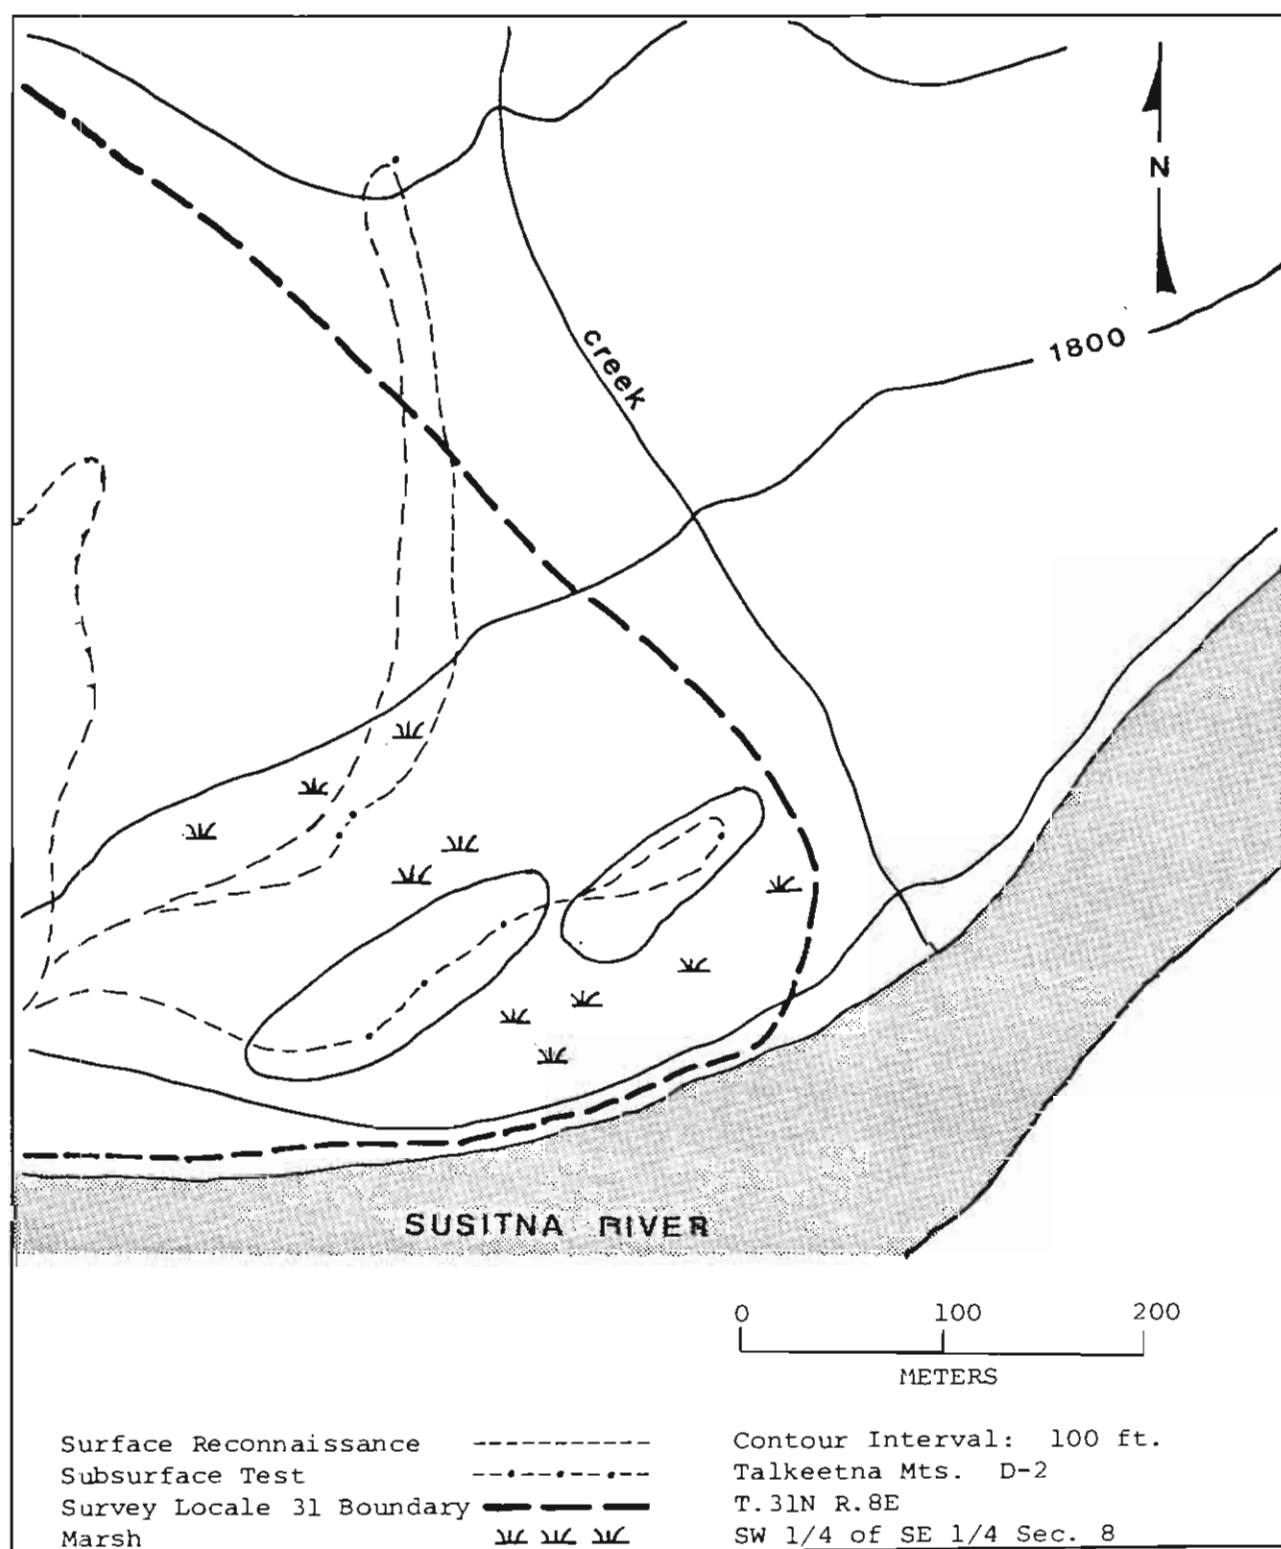 N
creek
1800
SUSITNA RIVER
0 100 200
METERS
Surface Reconnaissance
Subsurface Test
Survey Locale 31 Boundary
Marsh
Contour Interval: 100 ft.
Talkeetna Mts. D-2
T.31N R.8E
SW 1/4 of SE 1/4 Sec. 8